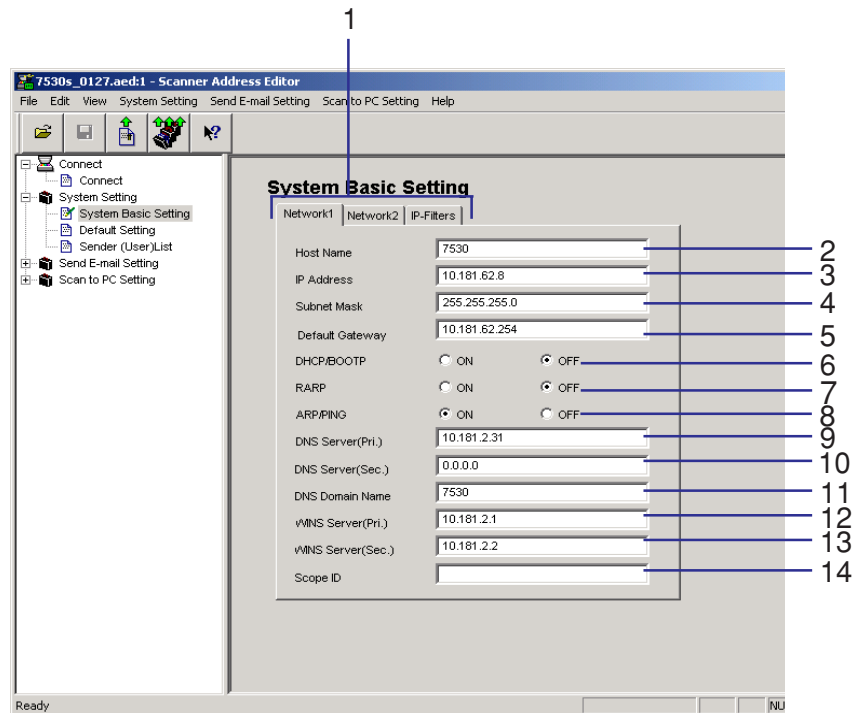 1
7530s_0127.aed:1 - Scanner Address Editor
File Edit View System Setting Send E-mail Setting Scan to PC Setting Help
Connect
Connect
System Setting
System Basic Setting
Default Setting
Sender (User)List
Send E-mail Setting
Scan to PC Setting
System Basic Setting
Network1 Network2 IP-Filters
Host Name 7530 2
IP Address 10.181.62.8 3
Subnet Mask 255.255.255.0 4
Default Gateway 10.181.62.254 5
DHCP/BOOTP ON OFF 6
RARP ON OFF 7
ARP/PING ON OFF 8
DNS Server(Pri.) 10.181.2.31 9
DNS Server(Sec.) 0.0.0.0 10
DNS Domain Name 7530 11
WINS Server(Pri.) 10.181.2.1 12
WINS Server(Sec.) 10.181.2.2 13
Scope ID 14
Ready NU